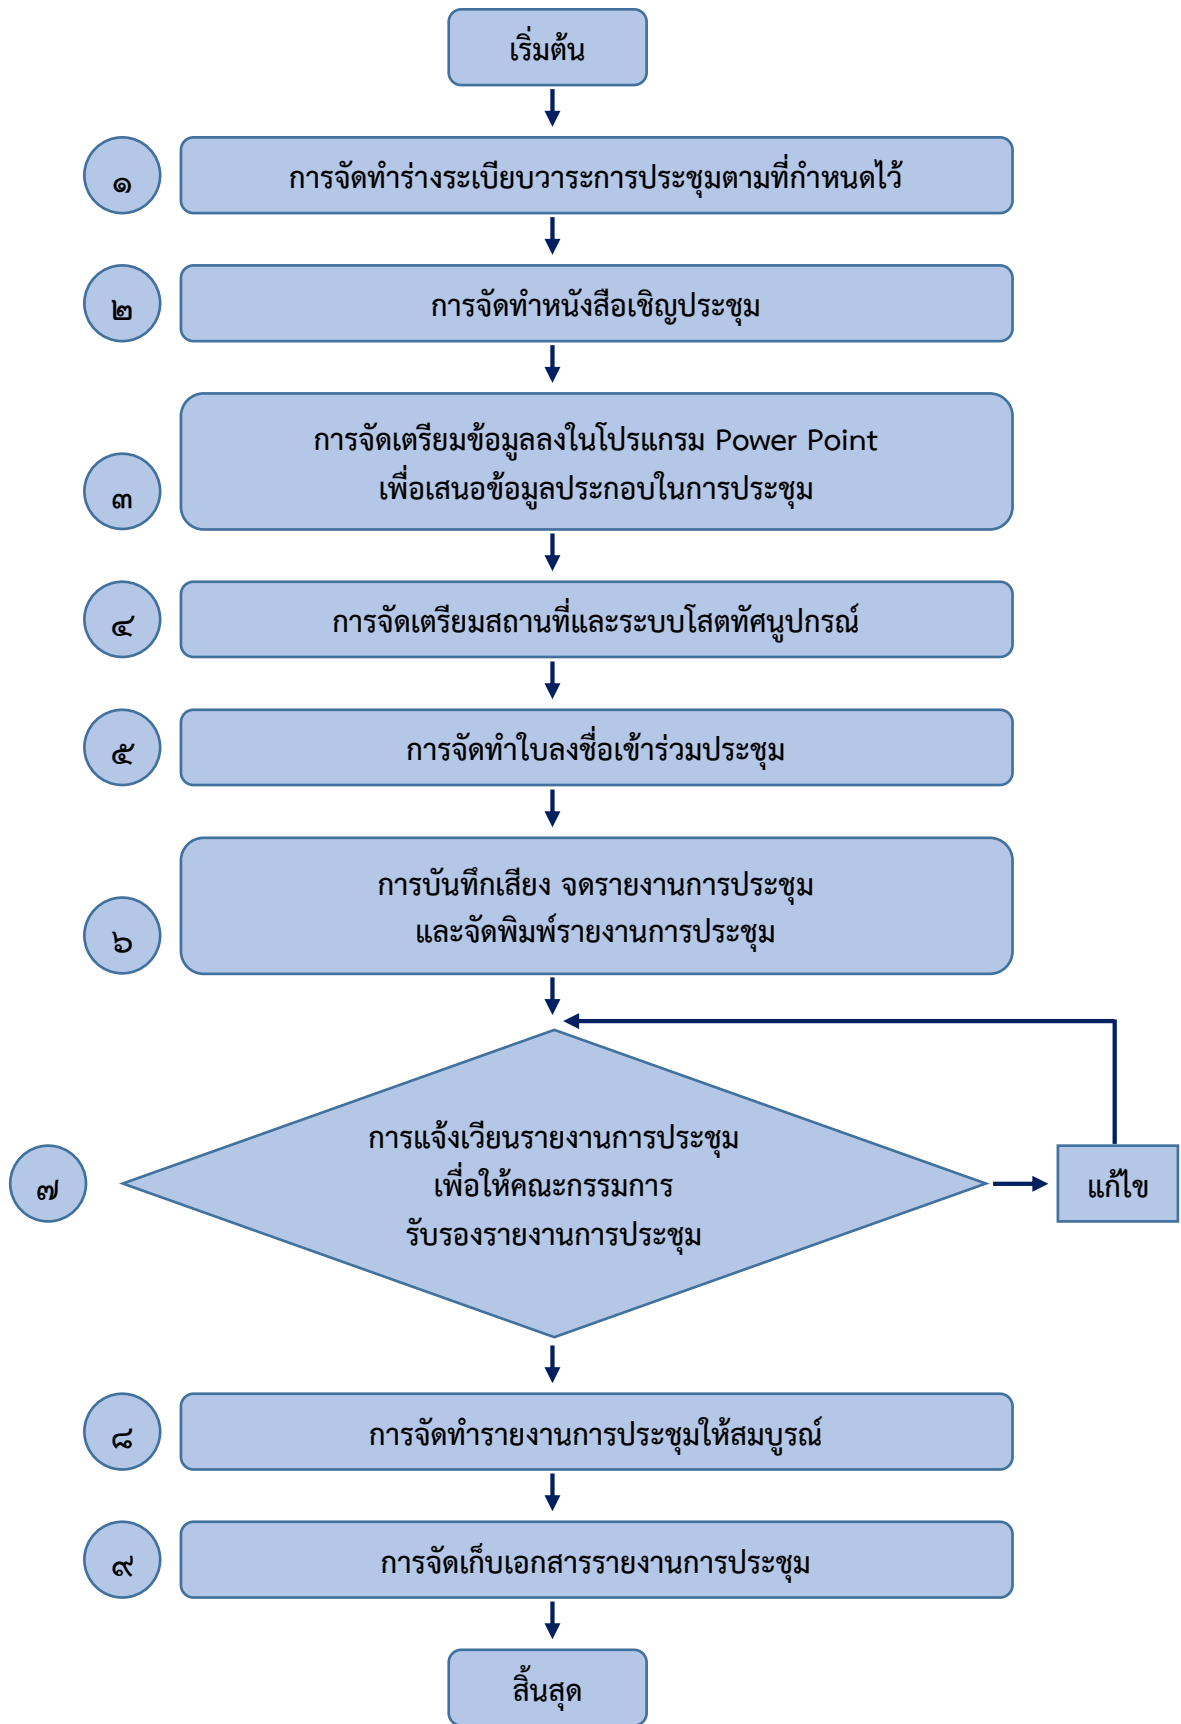 เริ่มต้น
๑
การจัดทำร่างระเบียบวาระการประชุมตามที่กำหนดไว้
๒
การจัดทำหนังสือเชิญประชุม
๓
การจัดเตรียมข้อมูลลงในโปรแกรม Power Point
เพื่อเสนอข้อมูลประกอบในการประชุม
๔
การจัดเตรียมสถานที่และระบบโสตทัศนูปกรณ์
๕
การจัดทำใบลงชื่อเข้าร่วมประชุม
๖
การบันทึกเสียง จดรายงานการประชุม
และจัดพิมพ์รายงานการประชุม
๗
การแจ้งเวียนรายงานการประชุม
เพื่อให้คณะกรรมการ
รับรองรายงานการประชุม
แก้ไข
๘
การจัดทำรายงานการประชุมให้สมบูรณ์
๙
การจัดเก็บเอกสารรายงานการประชุม
สิ้นสุด